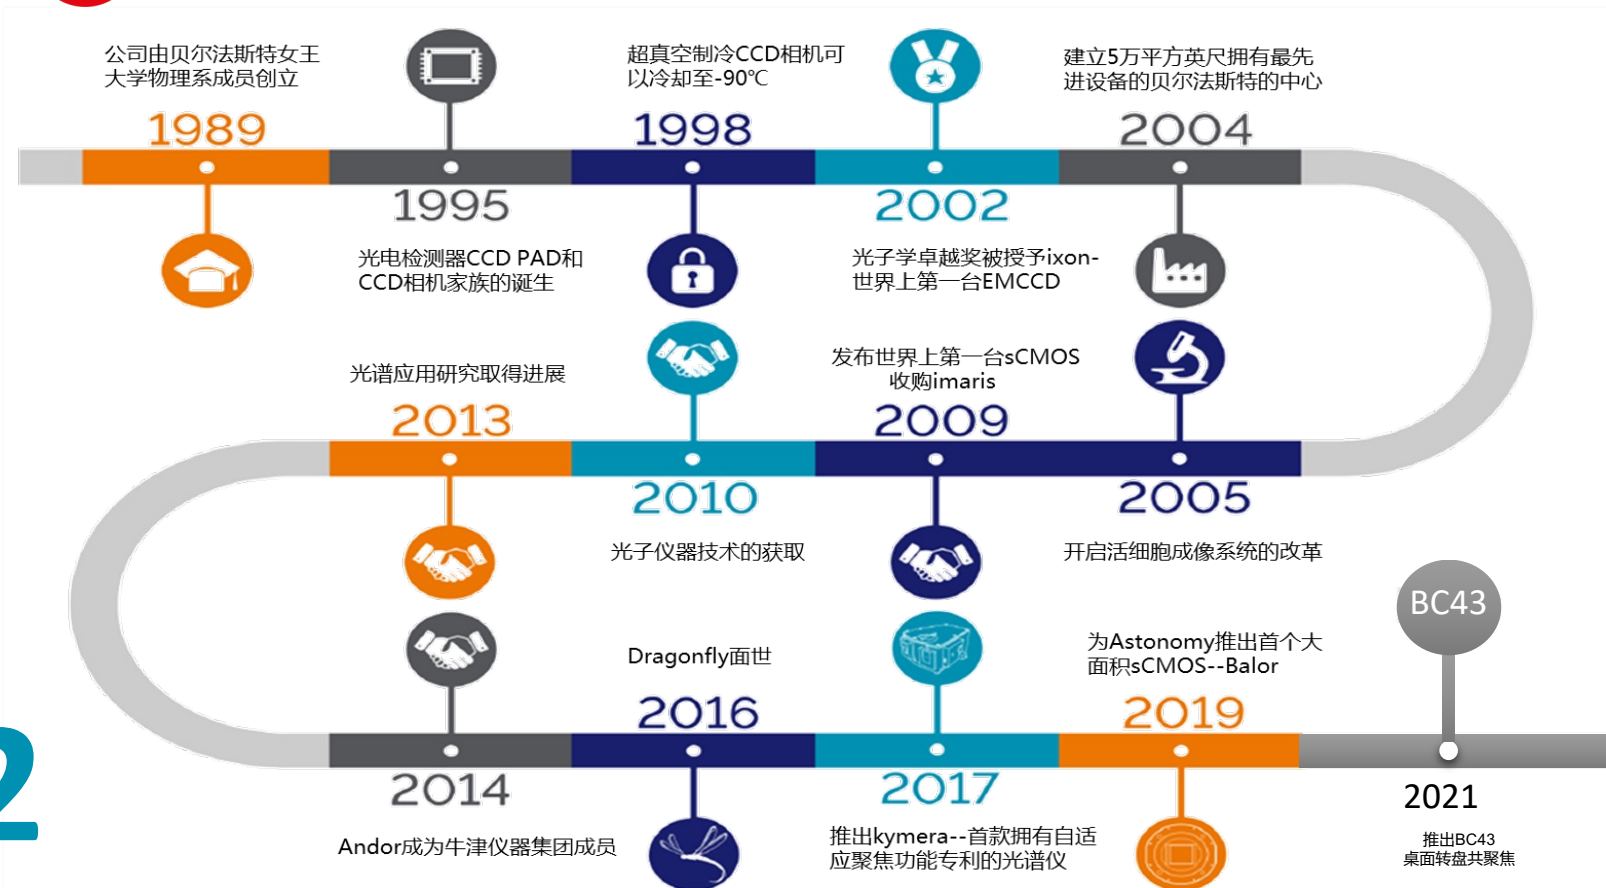 公司由贝尔法斯特女王
大学物理系成员创立
1989
1995
光电检测器CCD PAD和
CCD相机家族的诞生
超真空制冷CCD相机可
以冷却至-90℃
1998
2002
光子学卓越奖被授予ixon-
世界上第一台EMCCD
建立5万平方英尺拥有最先
进设备的贝尔法斯特的中心
2004
2005
开启活细胞成像系统的改革
发布世界上第一台sCMOS
收购imaris
2009
2010
光子仪器技术的获取
光谱应用研究取得进展
2013
2014
Andor成为牛津仪器集团成员
Dragonfly面世
2016
2017
推出kymera--首款拥有自适
应聚焦功能专利的光谱仪
为Astonomy推出首个大
面积sCMOS--Balor
2019
BC43
2021
推出BC43
桌面转盘共聚焦
2